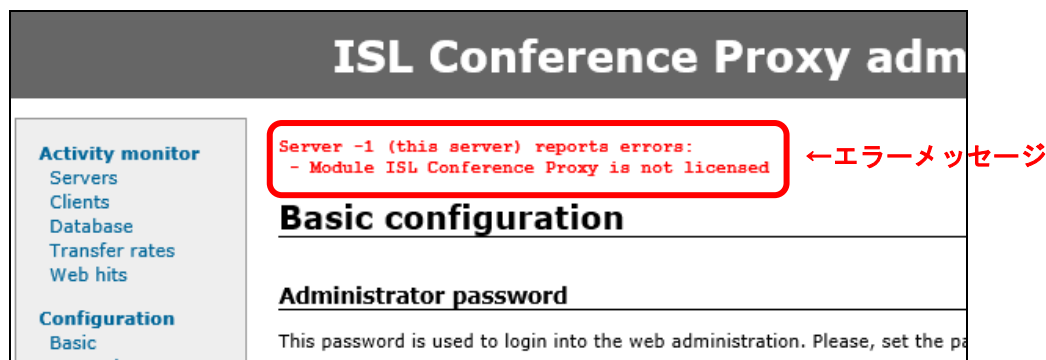 ISL Conference Proxy adm
Activity monitor
Servers
Clients
Database
Transfer rates
Web hits
Configuration
Basic
Server -1 (this server) reports errors:
- Module ISL Conference Proxy is not licensed
←エラーメッセージ
Basic configuration
Administrator password
This password is used to login into the web administration. Please, set the pa